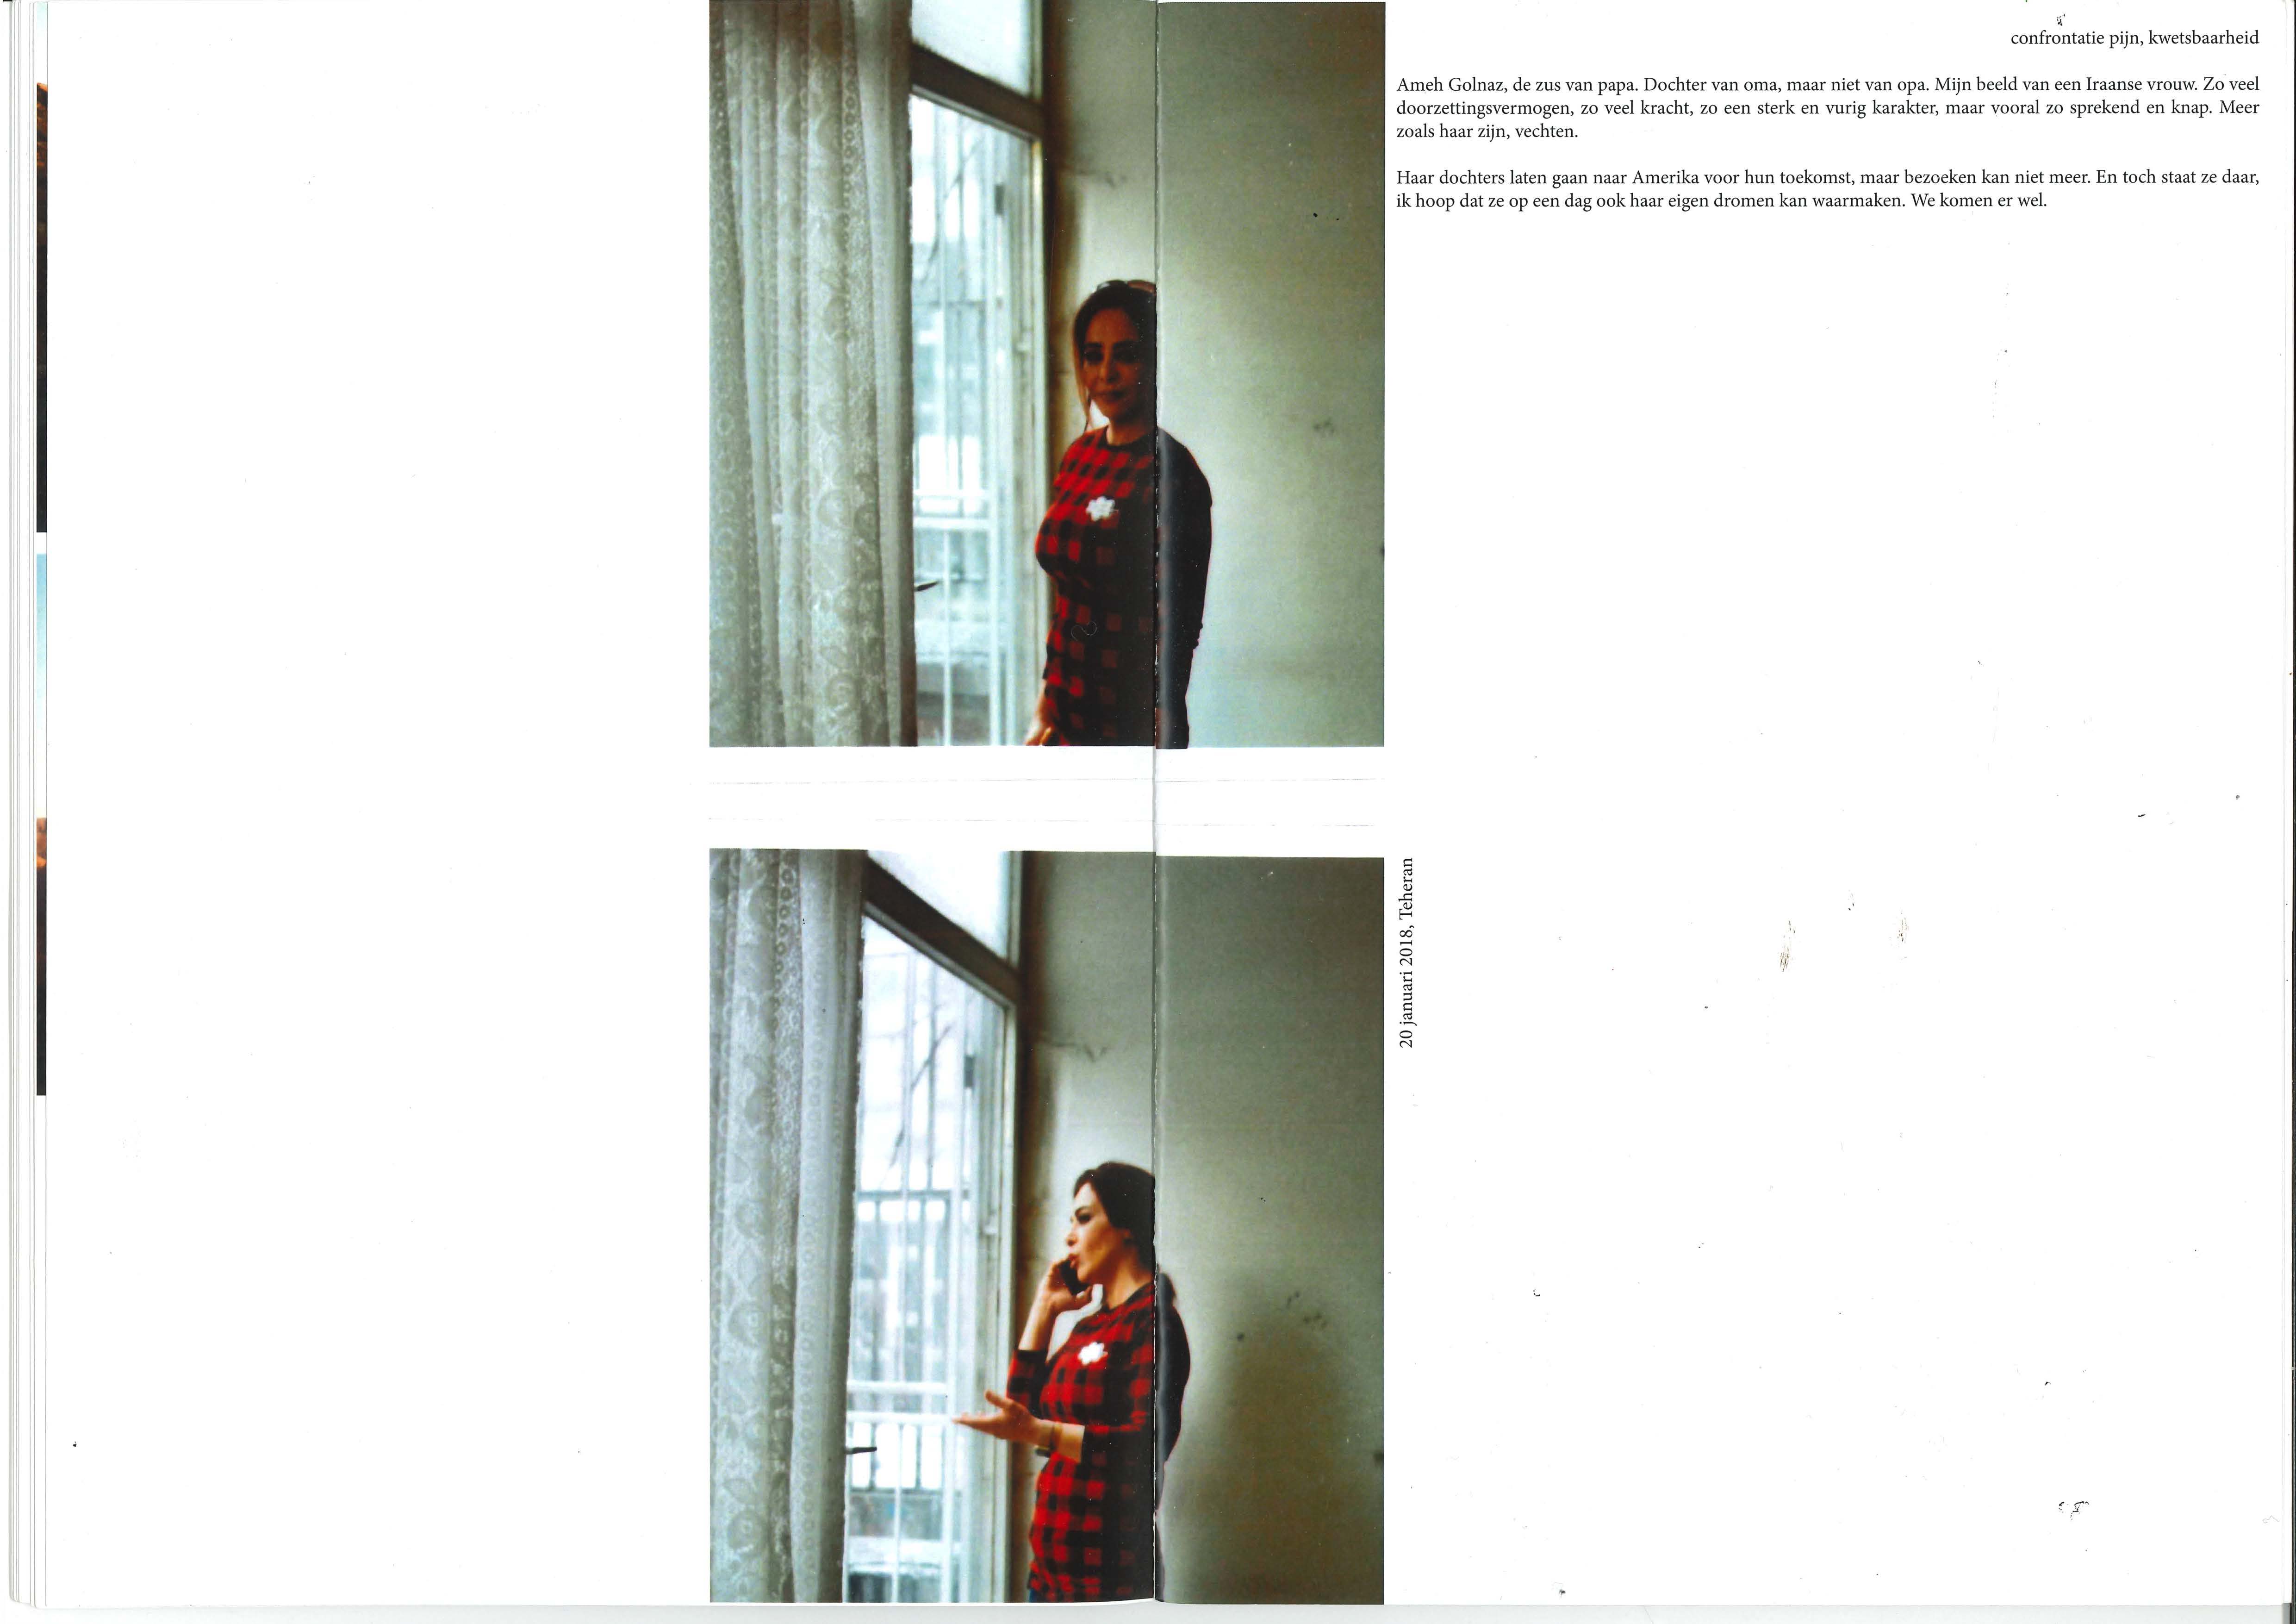 confrontatie pijn, kwetsbaarheid
Ameh Golnaz, de zus van papa. Dochter van oma, maar niet van opa. Mijn beeld van een Iraanse vrouw. Zo veel
doorzettingsvermogen, zo veel kracht, zo een sterk en vurig karakter, maar vooral zo sprekend en knap. Meer
zoals haar zijn, vechten.
Haar dochters laten gaan naar Amerika voor hun toekomst, maar bezoeken kan niet meer. En toch staat ze daar,
ik hoop dat ze op een dag ook haar eigen dromen kan waarmaken. We komen er wel.
20 januari 2018, Teheran